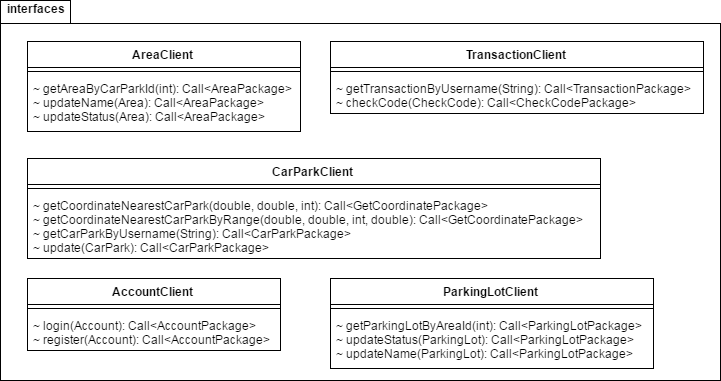 interfaces
AreaClient
~ getAreaByCarParkId(int): Call<AreaPackage>
~ updateName(Area): Call<AreaPackage>
~ updateStatus(Area): Call<AreaPackage>
TransactionClient
~ getTransactionByUsername(String): Call<TransactionPackage>
~ checkCode(CheckCode): Call<CheckCodePackage>
CarParkClient
~ getCoordinateNearestCarPark(double, double, int): Call<GetCoordinatePackage>
~ getCoordinateNearestCarParkByRange(double, double, int, double): Call<GetCoordinatePackage>
~ getCarParkByUsername(String): Call<CarParkPackage>
~ update(CarPark): Call<CarParkPackage>
AccountClient
~ login(Account): Call<AccountPackage>
~ register(Account): Call<AccountPackage>
ParkingLotClient
~ getParkingLotByAreaId(int): Call<ParkingLotPackage>
~ updateStatus(ParkingLot): Call<ParkingLotPackage>
~ updateName(ParkingLot): Call<ParkingLotPackage>